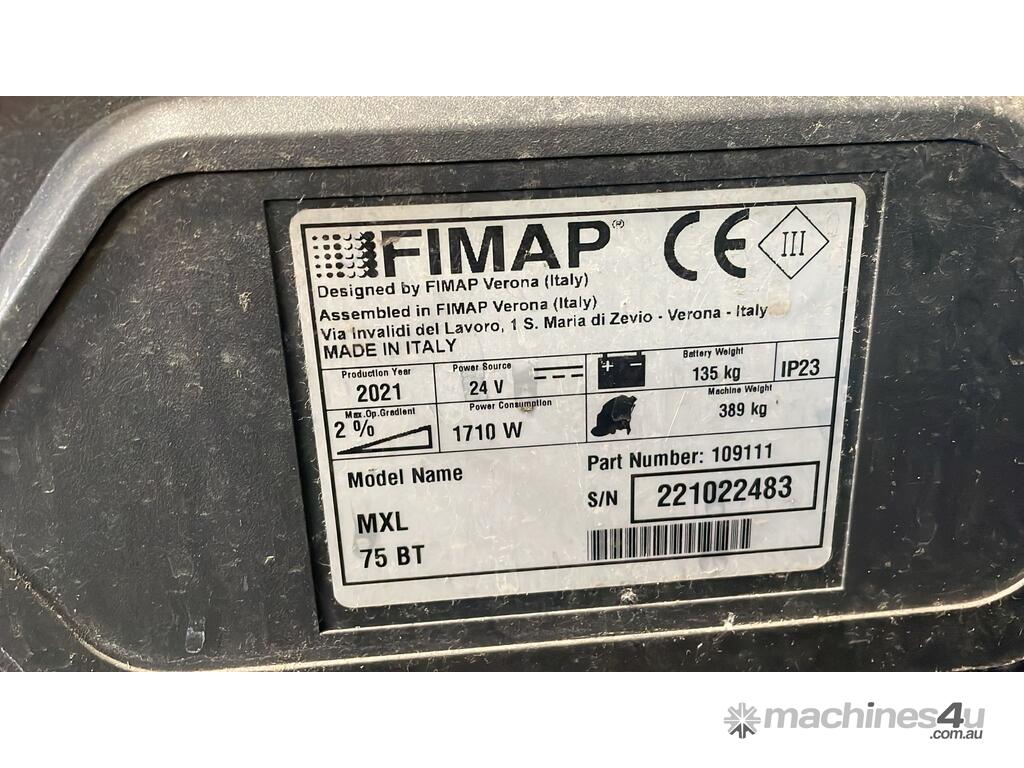 FIMAP® CE III
Designed by FIMAP Verona (Italy)
Assembled in FIMAP Verona (Italy)
Via Invalidi del Lavoro, 1 S. Maria di Zevio - Verona - Italy
MADE IN ITALY
Production Year
2021
Power Source
24 V
+ −
Battery Weight
135 kg
IP23
Max.Op.Gradient
2 %
Power Consumption
1710 W
Machine Weight
389 kg
Model Name
MXL
75 BT
Part Number: 109111
S/N 221022483
machines4u
.com.au